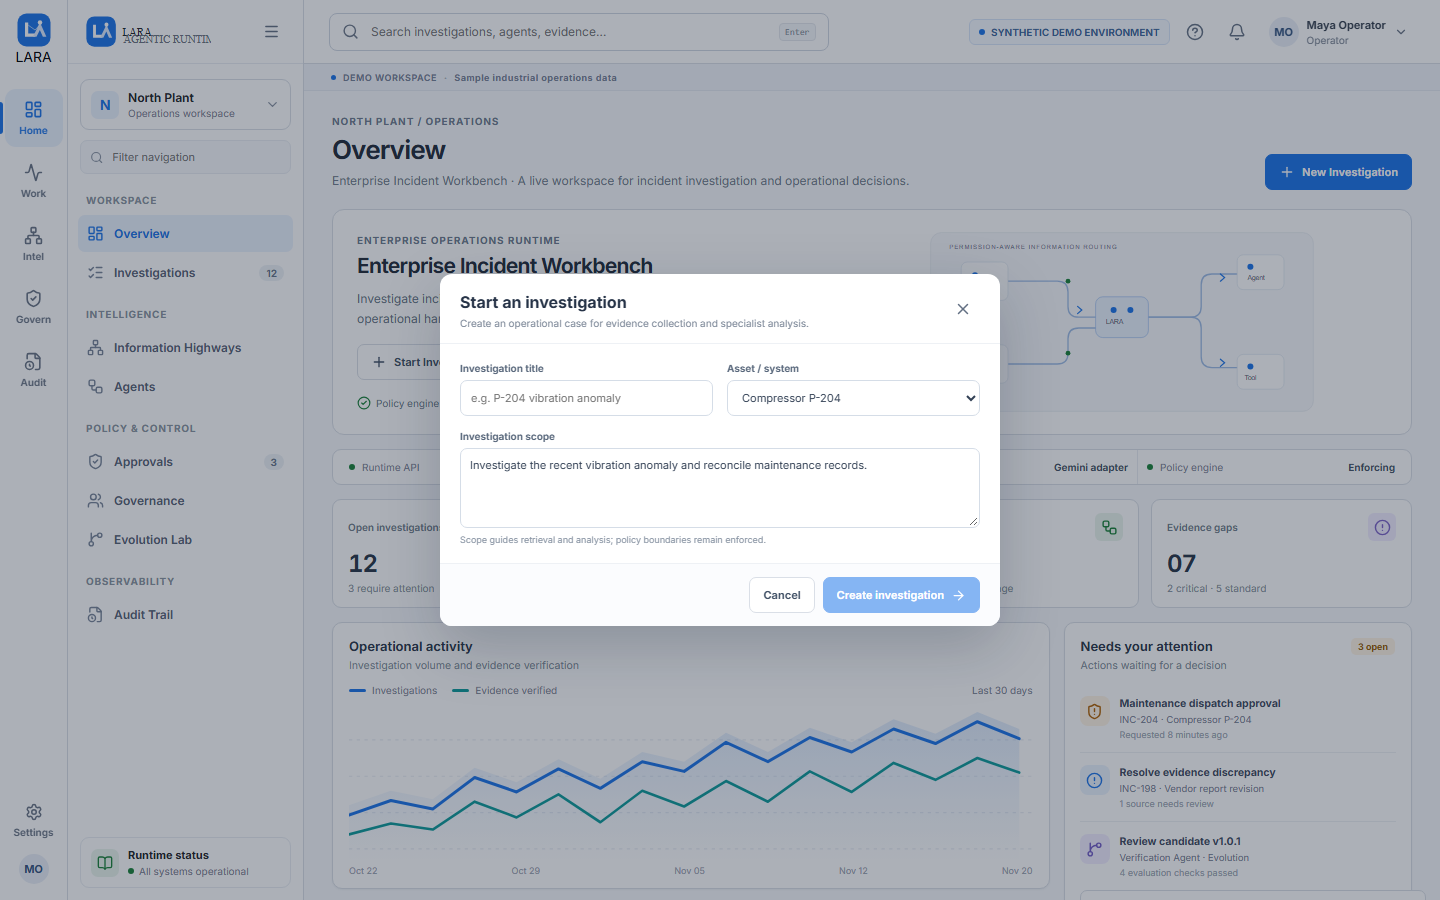 LARA
Home
Work
Intel
Govern
Audit
Settings
MO
LARA
AGENTIC RUNTIM
N
North Plant
Operations workspace
Filter navigation
WORKSPACE
Overview
Investigations 12
INTELLIGENCE
Information Highways
Agents
POLICY & CONTROL
Approvals 3
Governance
Evolution Lab
OBSERVABILITY
Audit Trail
Runtime status
All systems operational
Search investigations, agents, evidence... Enter
SYNTHETIC DEMO ENVIRONMENT
MO
Maya Operator
Operator
DEMO WORKSPACE · Sample industrial operations data
NORTH PLANT / OPERATIONS
Overview
Enterprise Incident Workbench · A live workspace for incident investigation and operational decisions.
New Investigation
ENTERPRISE OPERATIONS RUNTIME
Enterprise Incident Workbench
Investigate inc
operational har
Start Inv
Policy engine
PERMISSION-AWARE INFORMATION ROUTING
LARA
Agent
Tool
Start an investigation
Create an operational case for evidence collection and specialist analysis.
Investigation title
e.g. P-204 vibration anomaly
Asset / system
Compressor P-204
Investigation scope
Investigate the recent vibration anomaly and reconcile maintenance records.
Scope guides retrieval and analysis; policy boundaries remain enforced.
Cancel
Create investigation
Runtime API
Gemini adapter
Policy engine Enforcing
Open investigations
12
3 require attention
ge
Evidence gaps
07
2 critical · 5 standard
Operational activity
Investigation volume and evidence verification
Investigations Evidence verified Last 30 days
Oct 22 Oct 29 Nov 05 Nov 12 Nov 20
Needs your attention 3 open
Actions waiting for a decision
Maintenance dispatch approval
INC-204 · Compressor P-204
Requested 8 minutes ago
Resolve evidence discrepancy
INC-198 · Vendor report revision
1 source needs review
Review candidate v1.0.1
Verification Agent · Evolution
4 evaluation checks passed